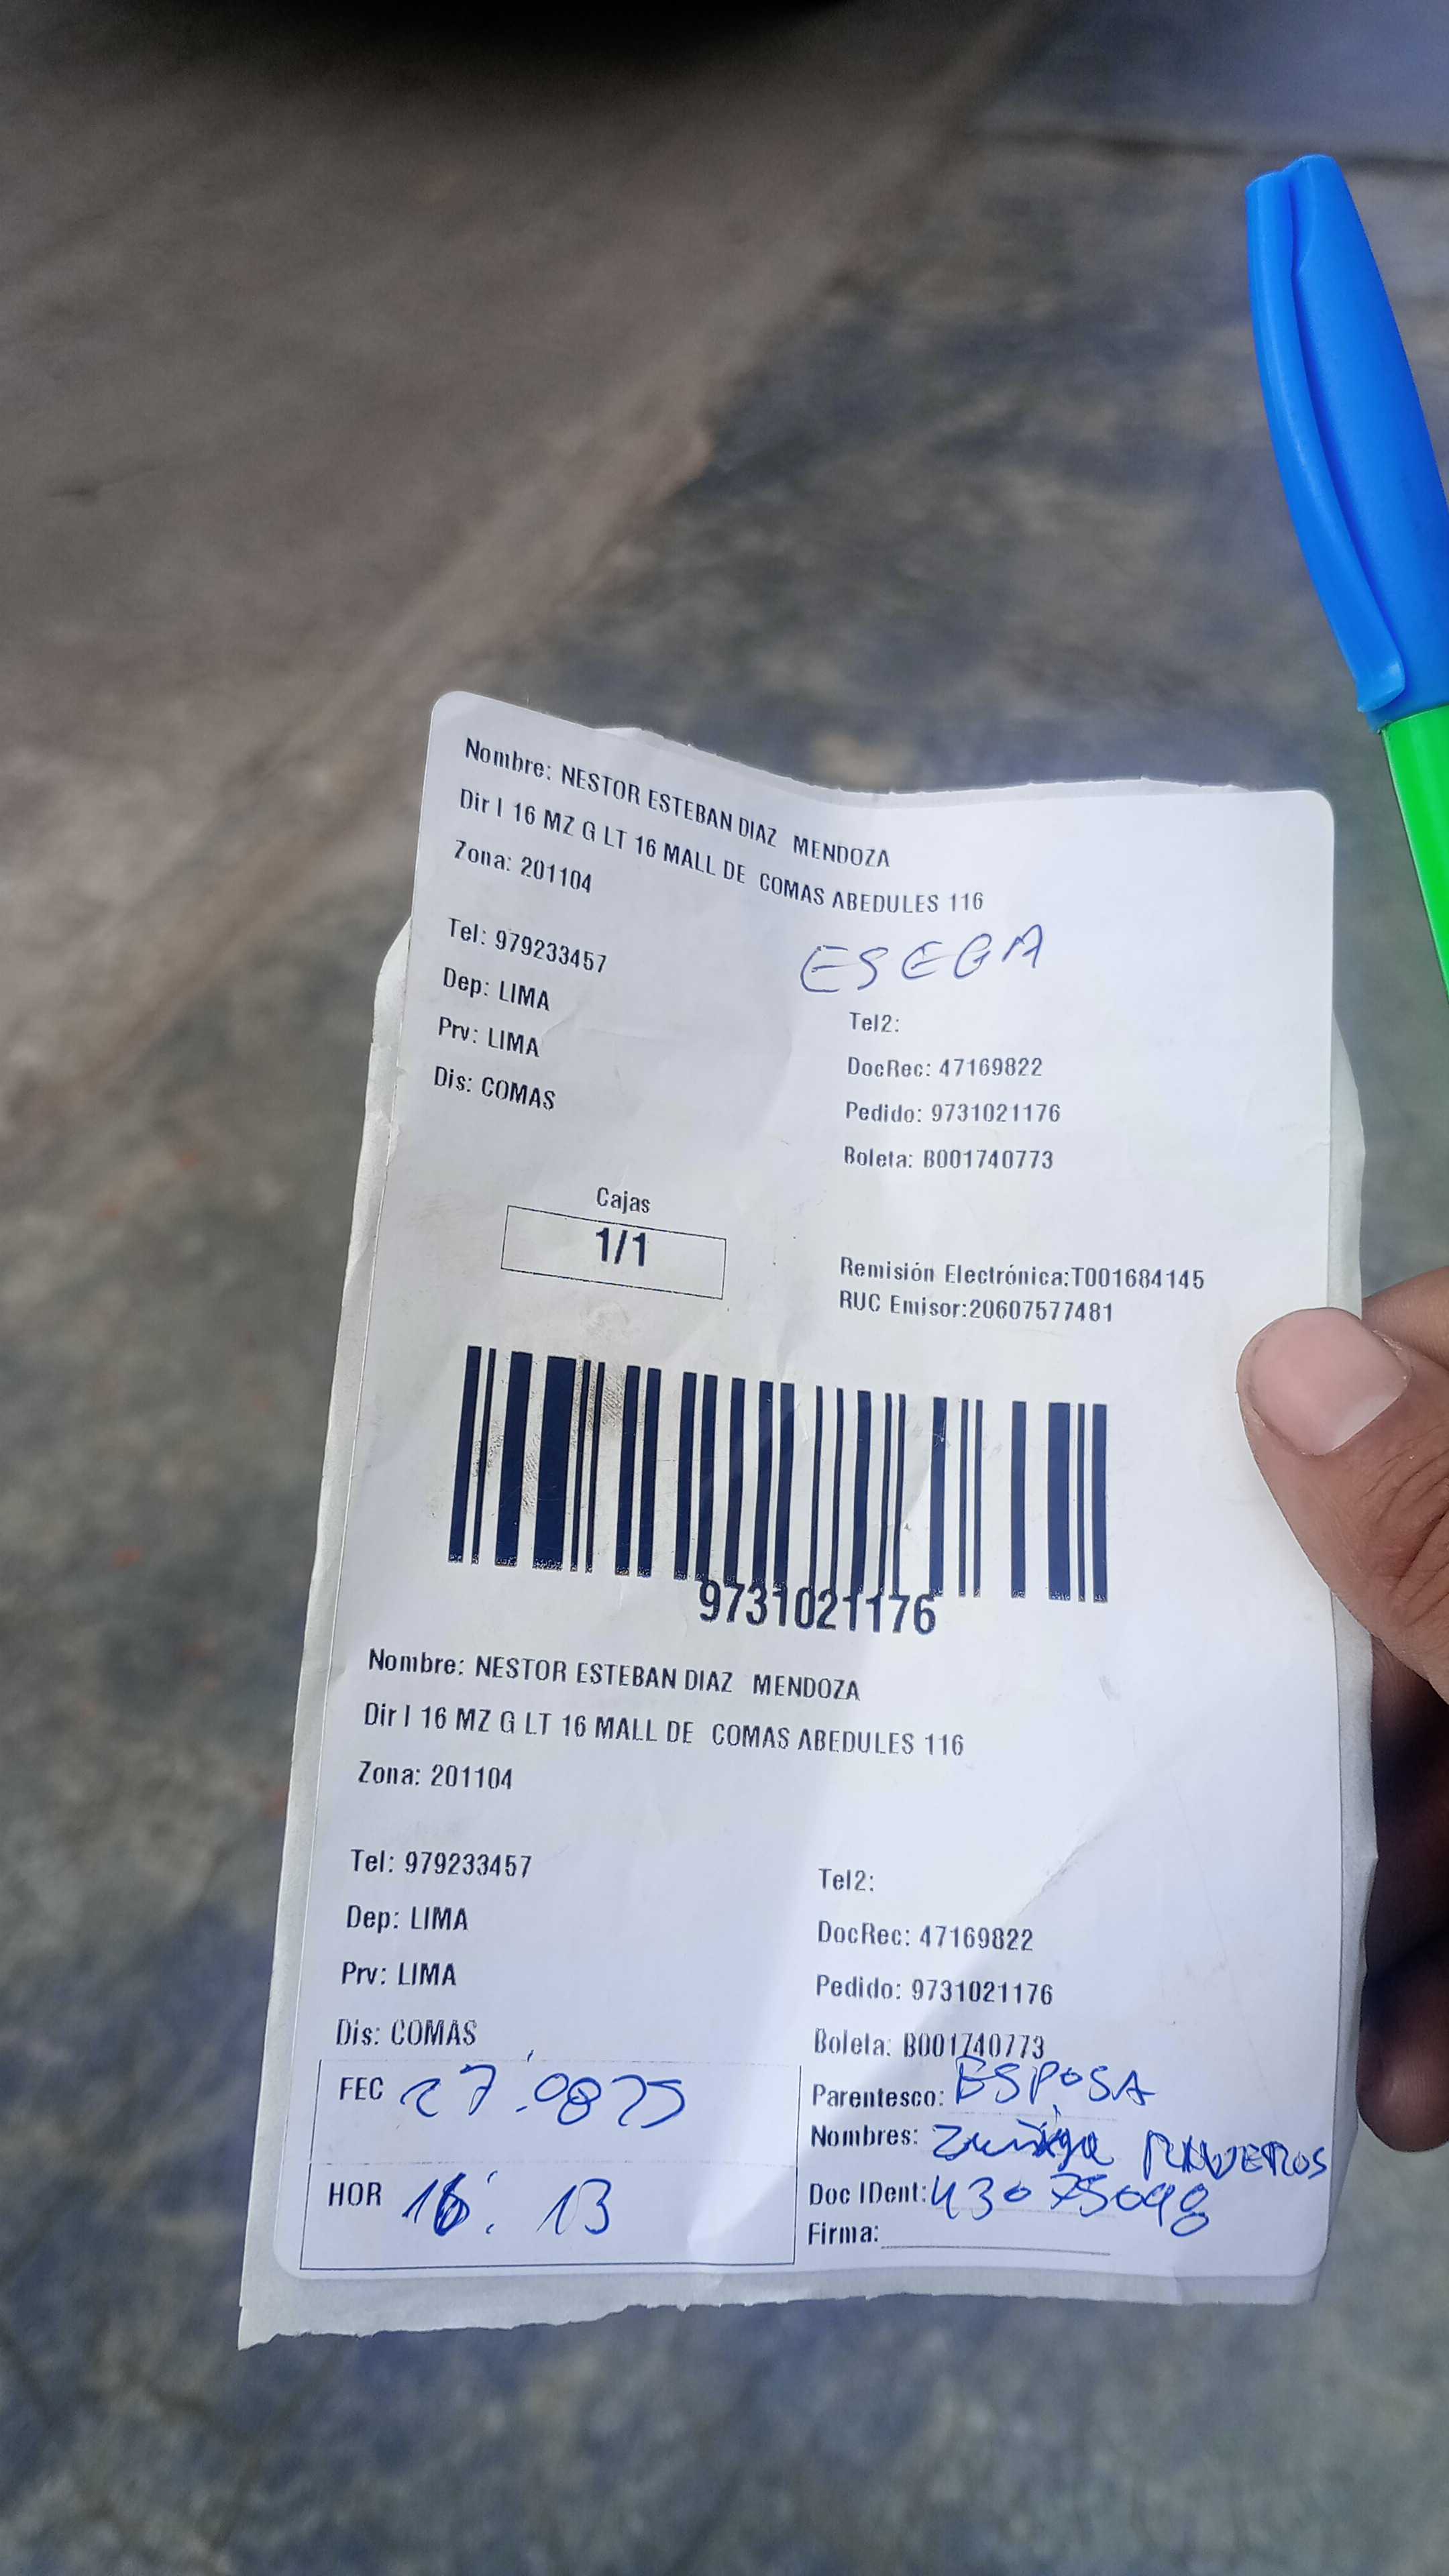 Nombre: NESTOR ESTEBAN DIAZ MENDOZA
Dir I 16 MZ G LT 16 MALL DE COMAS ABEDULES 116
Zona: 201104
ESEGA
Tel: 979233457
Tel2:
Dep: LIMA
DocRec: 47169822
Prv: LIMA
Pedido: 9731021176
Dis: COMAS
Boleta: B001740773
Cajas
1/1
Remisión Electrónica:T001684145
RUC Emisor:20607577481
9731021176
Nombre: NESTOR ESTEBAN DIAZ MENDOZA
Dir I 16 MZ G LT 16 MALL DE COMAS ABEDULES 116
Zona: 201104
Tel: 979233457
Tel2:
Dep: LIMA
DocRec: 47169822
Prv: LIMA
Pedido: 9731021176
Dis: COMAS
Boleta: B001740773
FEC 27.0825
Parentesco: ESPOSA
Nombres: Zuñiga
HOR 16: 13
Doc IDent: 43075098
Firma: